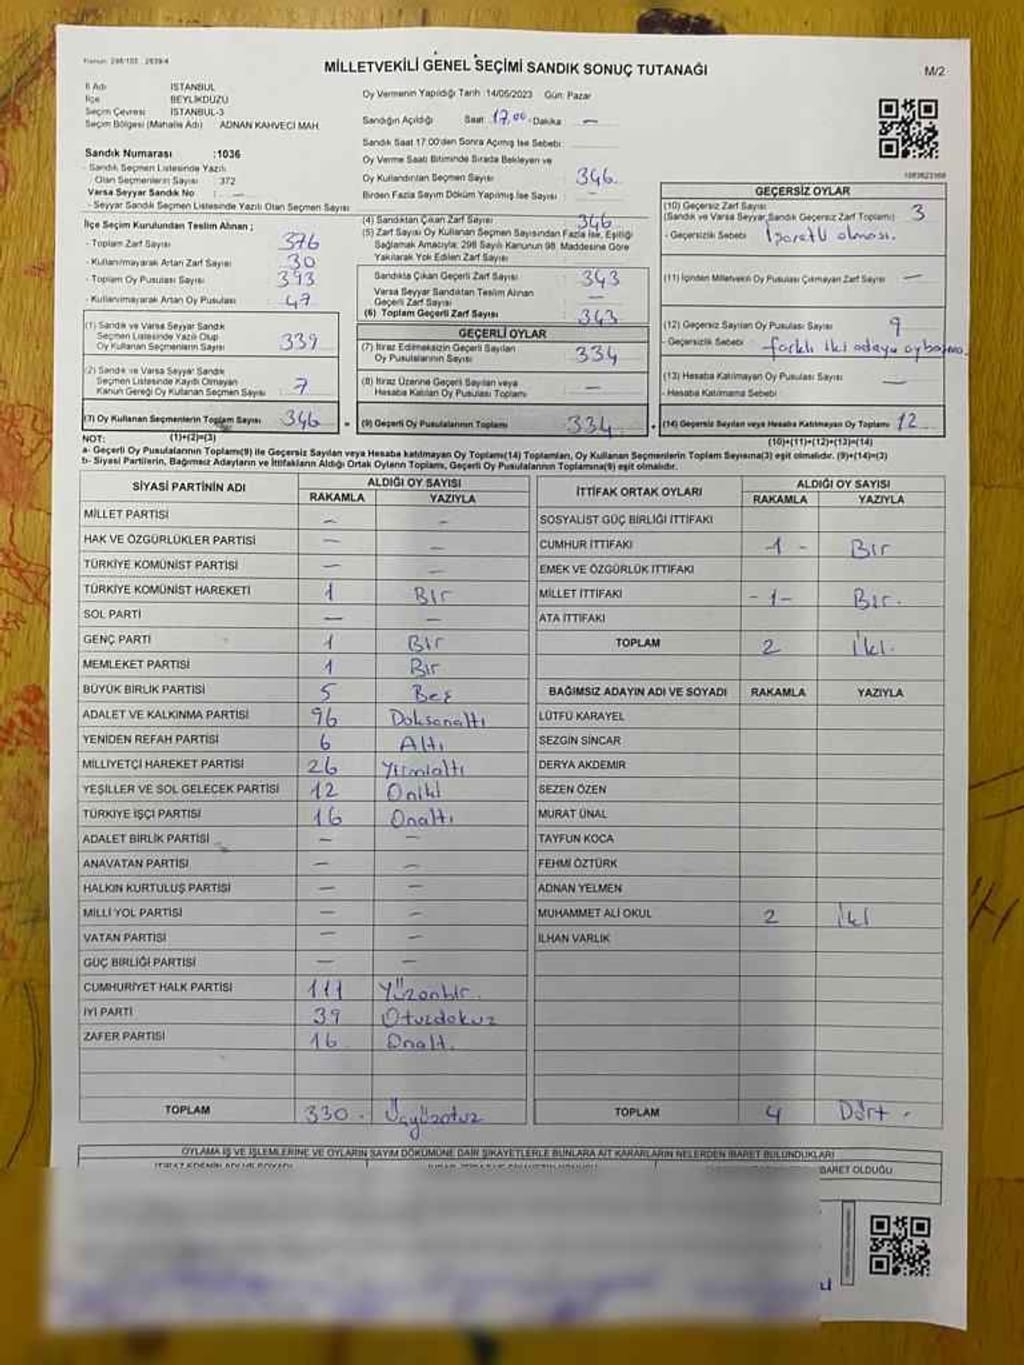 MİLLETVEKİLİ GENEL SEÇİMİ SANDIK SONUÇ TUTANAĞI
M/2
İl Adı İSTANBUL
İlçe BEYLİKDÜZÜ
Seçim Çevresi İSTANBUL-3
Seçim Bölgesi (Mahalle Adı) ADNAN KAHVECİ MAH.
Sandık Numarası :1036
- Sandık Seçmen Listesinde Yazılı
Olan Seçmenlerin Sayısı : 372
Varsa Seyyar Sandık No : —
- Seyyar Sandık Seçmen Listesinde Yazılı Olan Seçmen Sayısı:
Oy Vermenin Yapıldığı Tarih :14/05/2023 Gün: Pazar
Sandığın Açıldığı Saat: 17.00 - Dakika —
Sandık Saat 17:00'den Sonra Açmış İse Sebebi:
Oy Verme Saati Bitiminde Sırada Bekleyen ve
Oy Kullandırılan Seçmen Sayısı 346
Birden Fazla Sayım Döküm Yapılmış İse Sayısı : —
İlçe Seçim Kurulundan Teslim Alınan ;
- Toplam Zarf Sayısı 376
- Kullanılmayarak Artan Zarf Sayısı 30
- Toplam Oy Pusulası Sayısı 393
- Kullanılmayarak Artan Oy Pusulası 47
(1) Sandık ve Varsa Seyyar Sandık
Seçmen Listesinde Yazılı Olup
Oy Kullanan Seçmenlerin Sayısı 339
(2) Sandık ve Varsa Seyyar Sandık
Seçmen Listesinde Kayıtlı Olmayan
Kanun Gereği Oy Kullanan Seçmen Sayısı 7
(3) Oy Kullanan Seçmenlerin Toplam Sayısı 346
(1)+(2)=(3)
(4) Sandıktan Çıkan Zarf Sayısı 346
(5) Zarf Sayısı Oy Kullanan Seçmen Sayısından Fazla İse, Eşitliği
Sağlamak Amacıyla; 298 Sayılı Kanunun 98. Maddesine Göre
Yakılarak Yok Edilen Zarf Sayısı
Sandıkta Çıkan Geçerli Zarf Sayısı : 343
Varsa Seyyar Sandıktan Teslim Alınan
Geçerli Zarf Sayısı —
(6) Toplam Geçerli Zarf Sayısı 343
GEÇERLİ OYLAR
(7) İtiraz Edilmeksizin Geçerli Sayılan
Oy Pusulalarının Sayısı 334
(8) İtiraz Üzerine Geçerli Sayılan veya
Hesaba Katılan Oy Pusulası Toplamı —
(9) Geçerli Oy Pusulalarının Toplamı 334
GEÇERSİZ OYLAR
(10) Geçersiz Zarf Sayısı 3
(Sandık ve Varsa Seyyar Sandık Geçersiz Zarf Toplamı)
- Geçersizlik Sebebi İşaretli olması.
(11) İçinden Milletvekili Oy Pusulası Çıkmayan Zarf Sayısı —
(12) Geçersiz Sayılan Oy Pusulası Sayısı 9
- Geçersizlik Sebebi farklı iki adaya oy
(13) Hesaba Katılmayan Oy Pusulası Sayısı —
- Hesaba Katılmama Sebebi
(14) Geçersiz Sayılan veya Hesaba Katılmayan Oy Toplamı 12
(10)+(11)+(12)+(13)=(14)
NOT:
a- Geçerli Oy Pusulalarının Toplamı(9) ile Geçersiz Sayılan veya Hesaba katılmayan Oy Toplamı(14) Toplamları, Oy Kullanan Seçmenlerin Toplam Sayısına(3) eşit olmalıdır. (9)+(14)=(3)
b- Siyasi Partilerin, Bağımsız Adayların ve İttifakların Aldığı Ortak Oyların Toplamı, Geçerli Oy Pusulalarının Toplamına(9) eşit olmalıdır.
SİYASİ PARTİNİN ADI ALDIĞI OY SAYISI
RAKAMLA YAZIYLA
MİLLET PARTİSİ — —
HAK VE ÖZGÜRLÜKLER PARTİSİ — —
TÜRKİYE KOMÜNİST PARTİSİ — —
TÜRKİYE KOMÜNİST HAREKETİ 1 Bir
SOL PARTİ — —
GENÇ PARTİ 1 Bir
MEMLEKET PARTİSİ 1 Bir
BÜYÜK BİRLİK PARTİSİ 5 Beş
ADALET VE KALKINMA PARTİSİ 96 Doksanaltı
YENİDEN REFAH PARTİSİ 6 Altı
MİLLİYETÇİ HAREKET PARTİSİ 26 Yirmialtı
YEŞİLLER VE SOL GELECEK PARTİSİ 12 Oniki
TÜRKİYE İŞÇİ PARTİSİ 16 Onaltı
ADALET BİRLİK PARTİSİ — —
ANAVATAN PARTİSİ — —
HALKIN KURTULUŞ PARTİSİ — —
MİLLİ YOL PARTİSİ — —
VATAN PARTİSİ — —
GÜÇ BİRLİĞİ PARTİSİ — —
CUMHURİYET HALK PARTİSİ 111 Yüzonbir.
İYİ PARTİ 39 Otuzdokuz
ZAFER PARTİSİ 16 Onalt.
TOPLAM 330 . Üçyüzotuz
İTTİFAK ORTAK OYLARI ALDIĞI OY SAYISI
RAKAMLA YAZIYLA
SOSYALİST GÜÇ BİRLİĞİ İTTİFAKI
CUMHUR İTTİFAKI -1- Bir
EMEK VE ÖZGÜRLÜK İTTİFAKI
MİLLET İTTİFAKI -1- Bir.
ATA İTTİFAKI
TOPLAM 2 İki.
BAĞIMSIZ ADAYIN ADI VE SOYADI RAKAMLA YAZIYLA
LÜTFÜ KARAYEL
SEZGİN SİNCAR
DERYA AKDEMİR
SEZEN ÖZEN
MURAT ÜNAL
TAYFUN KOCA
FEHMİ ÖZTÜRK
ADNAN YELMEN
MUHAMMET ALİ OKUL 2 İki
İLHAN VARLIK
TOPLAM 4 Dört .
OYLAMA İŞ VE İŞLEMLERİNE VE OYLARIN SAYIM DÖKÜMÜNE DAİR ŞİKAYETLERLE BUNLARA AİT KARARLARIN NELERDEN İBARET BULUNDUKLARI
BARET OLDUĞU